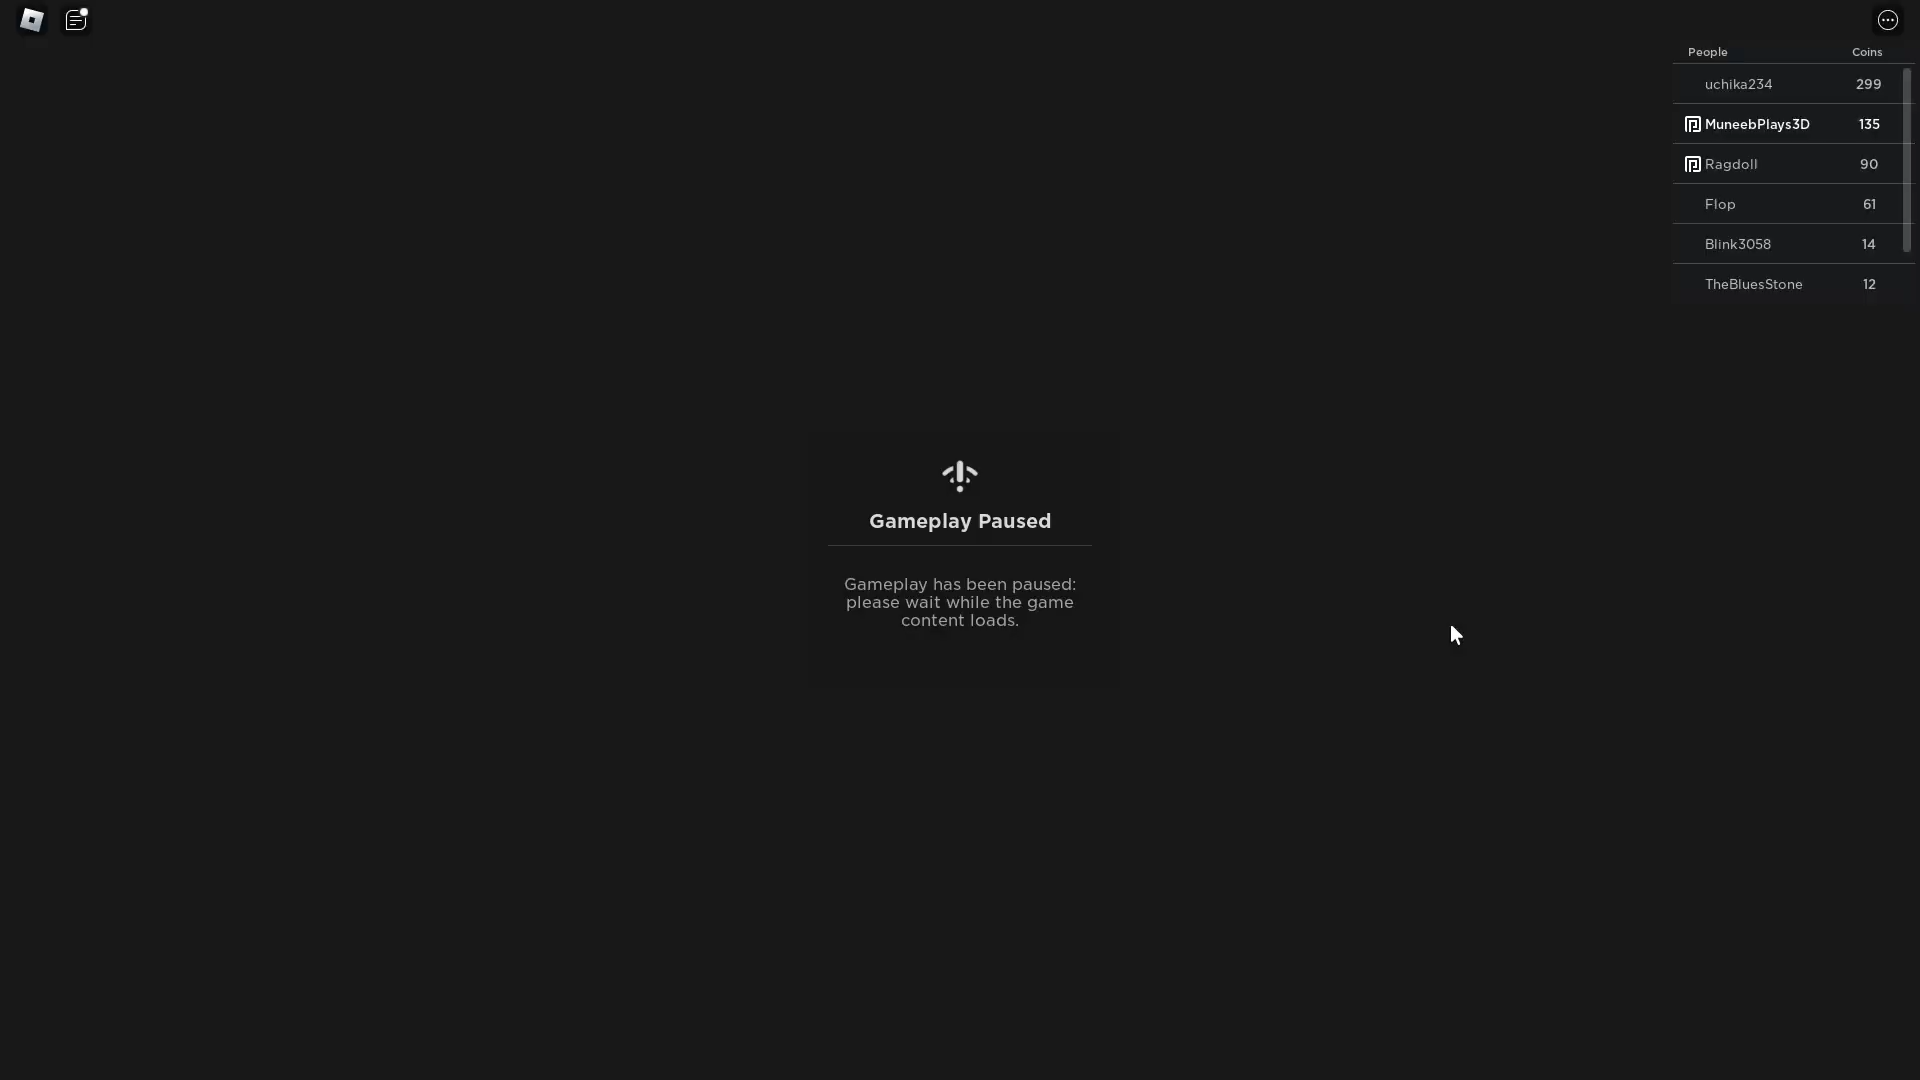 People Coins
uchika234 299
MuneebPlays3D 135
Ragdoll 90
Flop 61
Blink3058 14
TheBluesStone 12
Gameplay Paused
Gameplay has been paused:
please wait while the game
content loads.